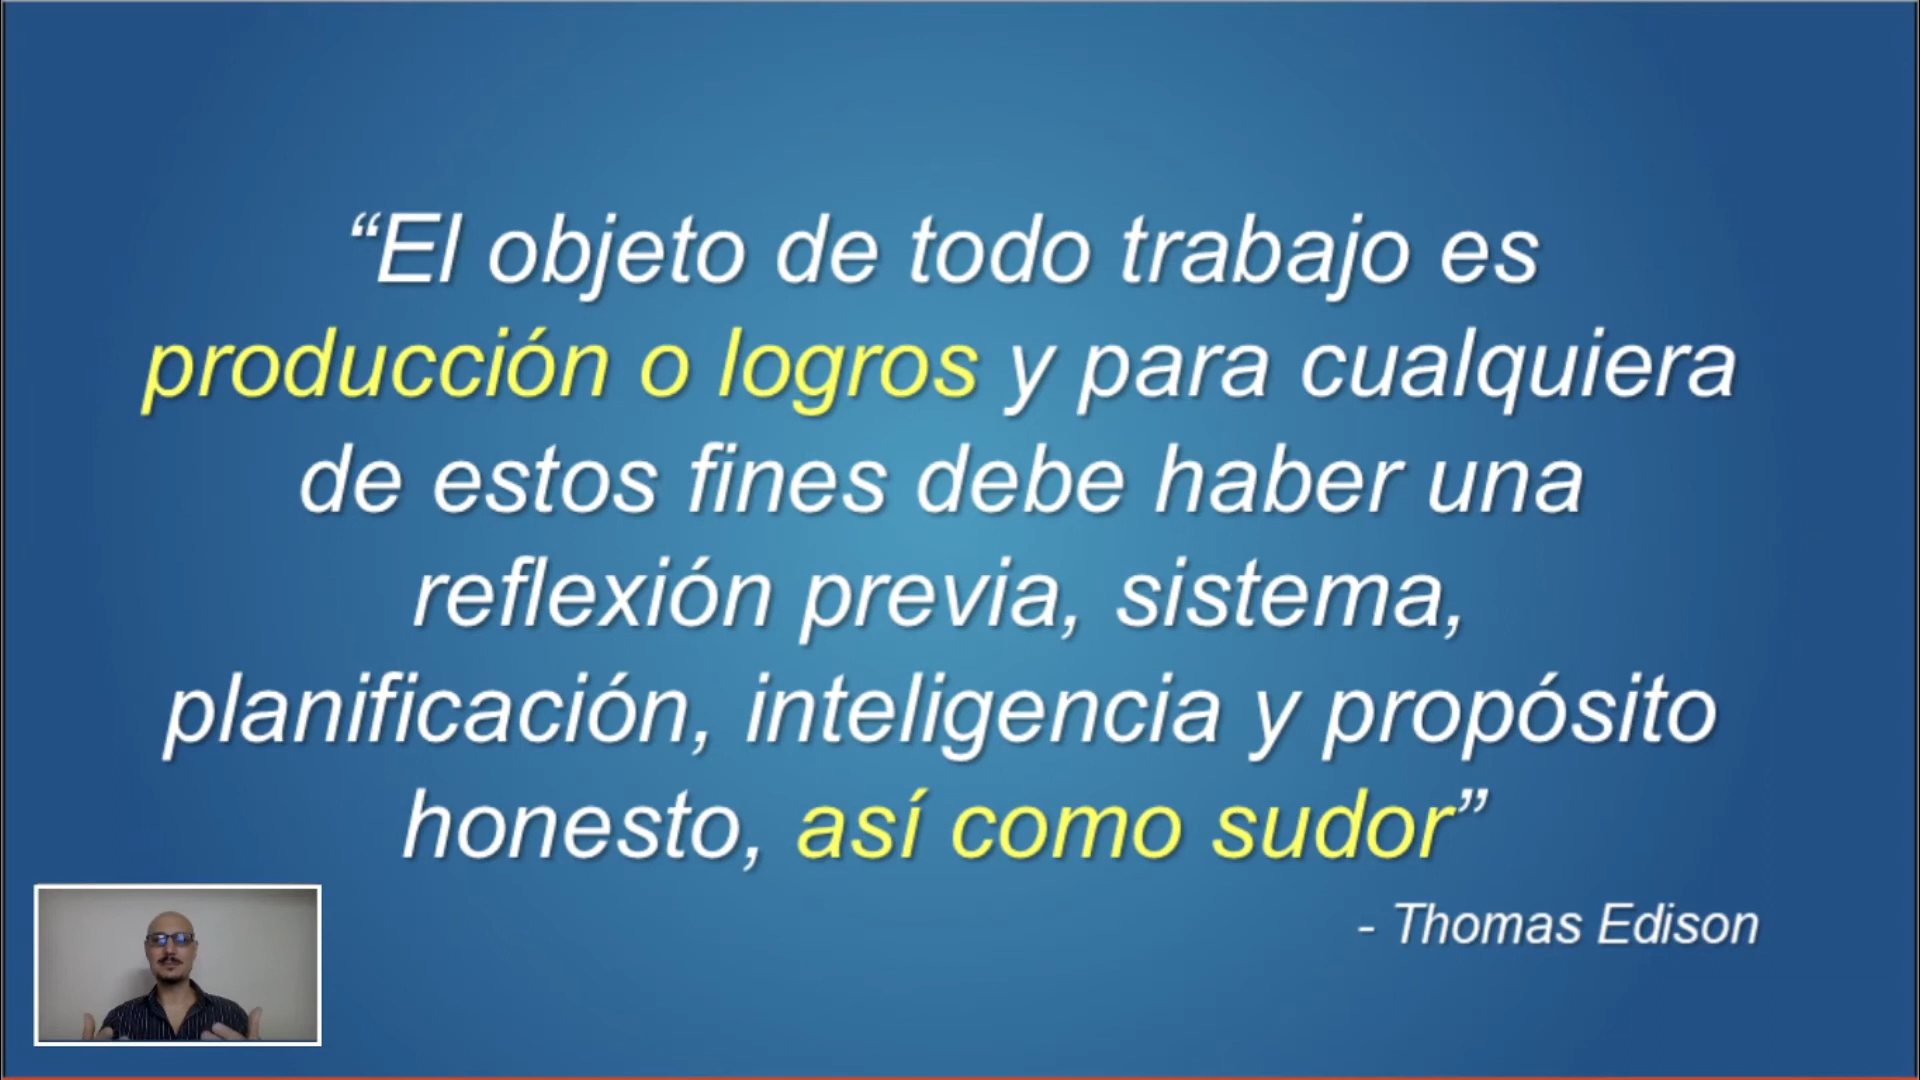 “El objeto de todo trabajo es
producción o logros y para cualquiera
de estos fines debe haber una
reflexión previa, sistema,
planificación, inteligencia y propósito
honesto, así como sudor”
- Thomas Edison